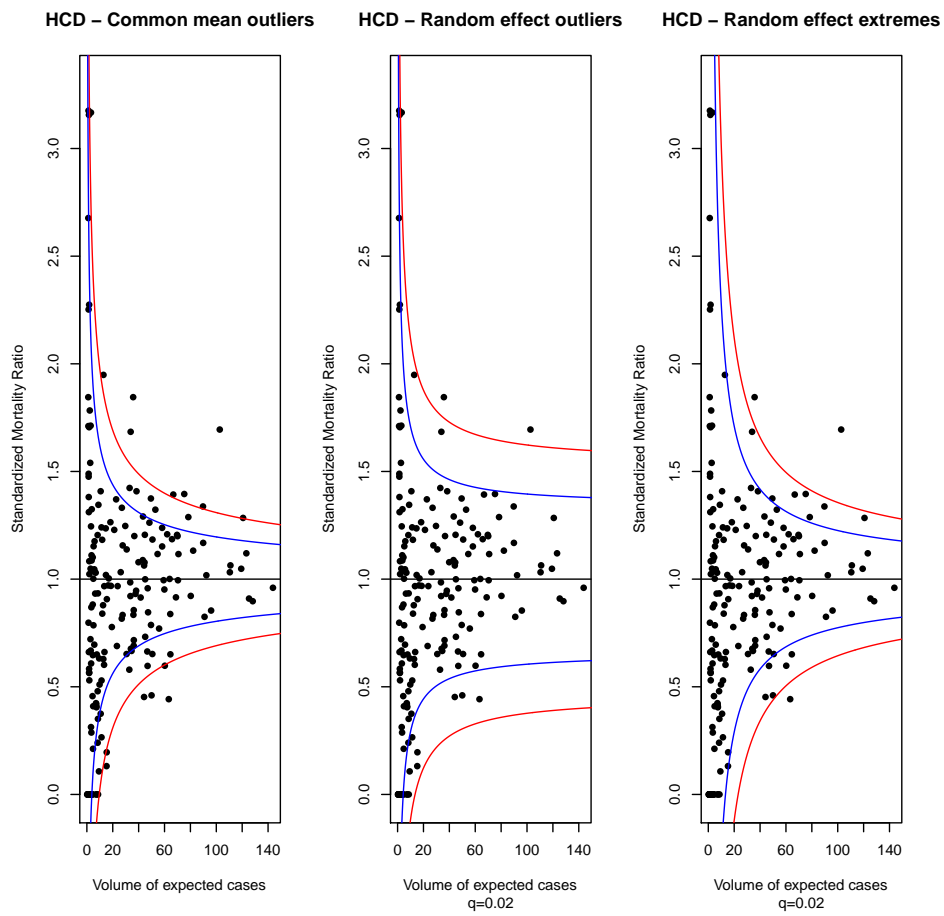 HCD − Common mean outliers
HCD − Random effect outliers
HCD − Random effect extremes
Standardized Mortality Ratio
0.0 0.5 1.0 1.5 2.0 2.5 3.0
0 20 60 100 140
Volume of expected cases
Standardized Mortality Ratio
0.0 0.5 1.0 1.5 2.0 2.5 3.0
0 20 60 100 140
Volume of expected cases
q=0.02
Standardized Mortality Ratio
0.0 0.5 1.0 1.5 2.0 2.5 3.0
0 20 60 100 140
Volume of expected cases
q=0.02